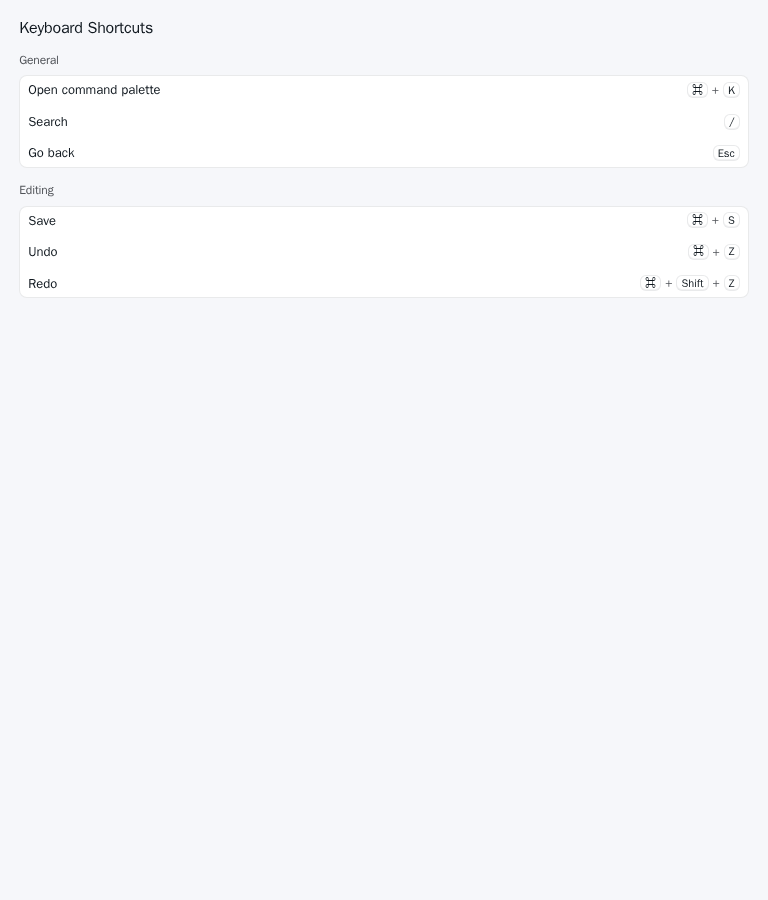 Keyboard Shortcuts
General
Open command palette ⌘ + K
Search /
Go back Esc
Editing
Save ⌘ + S
Undo ⌘ + Z
Redo ⌘ + Shift + Z